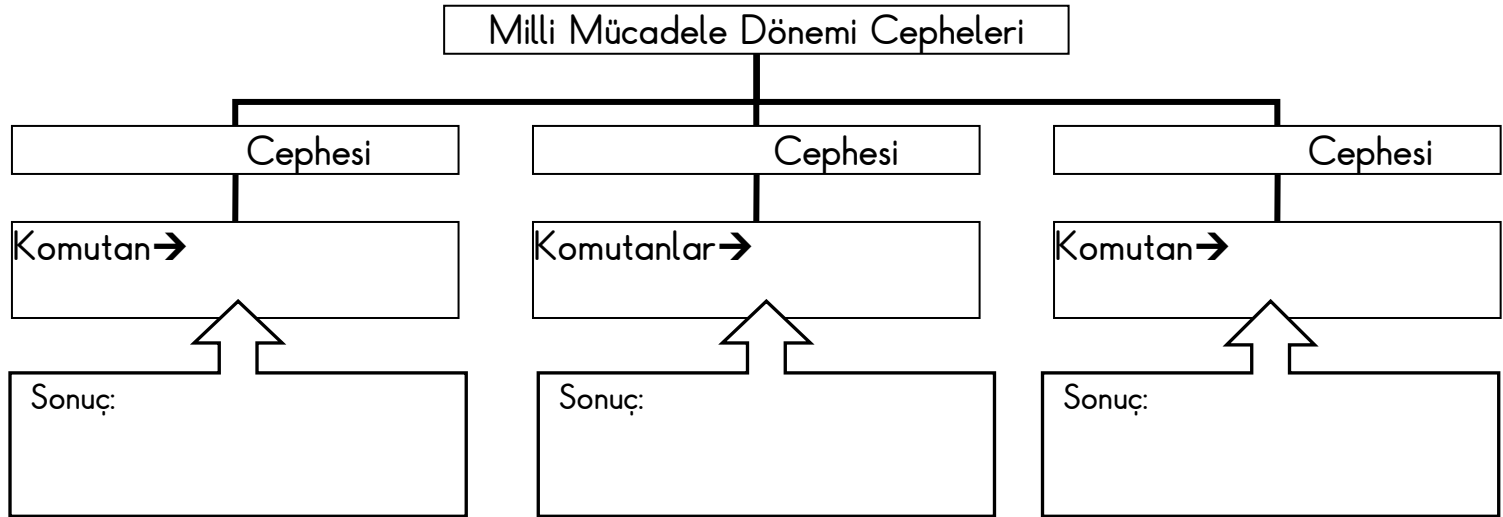 Milli Mücadele Dönemi Cepheleri
Cephesi
Cephesi
Cephesi
Komutan→
Komutanlar→
Komutan→
Sonuç:
Sonuç:
Sonuç: